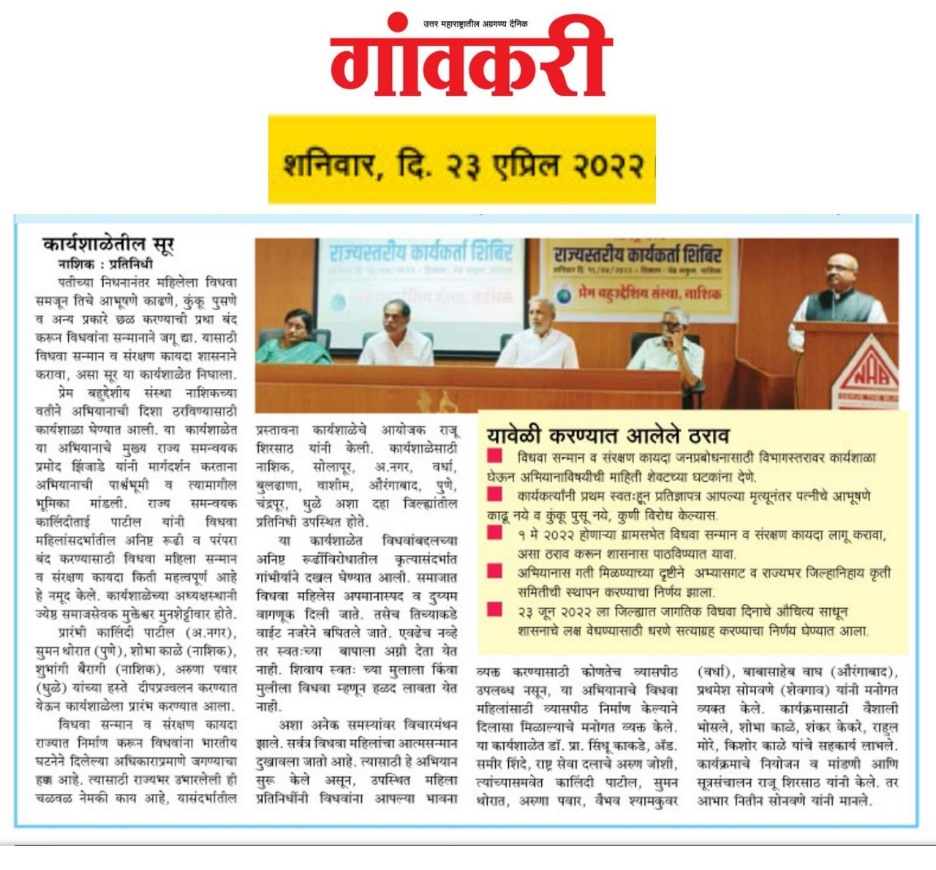 उत्तर महाराष्ट्रातील अग्रगण्य दैनिक
गांवकरी
शनिवार, दि. २३ एप्रिल २०२२
कार्यशाळेतील सूर
नाशिक : प्रतिनिधी
पतीच्या निधनानंतर महिलेला विधवा
समजून तिचे आभूषणे काढणे, कुंकू पुसणे
व अन्य प्रकारे छळ करण्याची प्रथा बंद
करून विधवांना सन्मानाने जगू द्या. यासाठी
विधवा सन्मान व संरक्षण कायदा शासनाने
करावा, असा सूर या कार्यशाळेत निघाला.
प्रेम बहुद्देशीय संस्था नाशिकच्या
वतीने अभियानाची दिशा ठरविण्यासाठी
कार्यशाळा घेण्यात आली. या कार्यशाळेत
या अभियानाचे मुख्य राज्य समन्वयक
प्रमोद झिंजाडे यांनी मार्गदर्शन करताना
अभियानाची पार्श्वभूमी व त्यामागील
भूमिका मांडली. राज्य समन्वयक
कालिंदीताई पाटील यांनी विधवा
महिलांसदर्भातील अनिष्ट रूढी व परंपरा
बंद करण्यासाठी विधवा महिला सन्मान
व संरक्षण कायदा किती महत्वपूर्ण आहे
हे नमूद केले. कार्यशाळेच्या अध्यक्षस्थानी
ज्येष्ठ समाजसेवक मुक्तेश्वर मुनशेट्टीवार होते.
प्रारंभी कालिंदी पाटील (अ.नगर),
सुमन थोरात (पुणे), शोभा काळे (नाशिक),
शुभांगी बैरागी (नाशिक), अरुणा पवार
(धुळे) यांच्या हस्ते दीपप्रज्वलन करण्यात
येऊन कार्यशाळेला प्रारंभ करण्यात आला.
विधवा सन्मान व संरक्षण कायदा
राज्यात निर्माण करून विधवांना भारतीय
घटनेने दिलेल्या अधिकाराप्रमाणे जगण्याचा
हक्क आहे. त्यासाठी राज्यभर उभारलेली ही
चळवळ नेमकी काय आहे, यासंदर्भातील
राज्यस्तरीय कार्यकर्ता शिबिर
राज्यस्तरीय कार्यकर्ता शिबिर
प्रेम बहुउद्देशिय संस्था, नाशिक
NAB
प्रस्तावना कार्यशाळेचे आयोजक राजू
शिरसाठ यांनी केली. कार्यशाळेसाठी
नाशिक, सोलापूर, अ.नगर, वर्धा,
बुलढाणा, वाशीम, औरंगाबाद, पुणे,
चंद्रपूर, धुळे अशा दहा जिल्ह्यांतील
प्रतिनिधी उपस्थित होते.
या कार्यशाळेत विधवांबद्दलच्या
अनिष्ट रूढींविरोधातील कृत्यासंदर्भात
गांभीर्याने दखल घेण्यात आली. समाजात
विधवा महिलेस अपमानास्पद व दुय्यम
वागणूक दिली जाते. तसेच तिच्याकडे
वाईट नजरेने बघितले जाते. एवढेच नव्हे
तर स्वतःच्या बापाला अग्नी देता येत
नाही. शिवाय स्वतः च्या मुलाला किंवा
मुलीला विधवा म्हणून हळद लावता येत
नाही.
अशा अनेक समस्यांवर विचारमंथन
झाले. सर्वत्र विधवा महिलांचा आत्मसन्मान
दुखावला जातो आहे. त्यासाठी हे अभियान
सुरू केले असून, उपस्थित महिला
प्रतिनिधींनी विधवांना आपल्या भावना
यावेळी करण्यात आलेले ठराव
विधवा सन्मान व संरक्षण कायदा जनप्रबोधनासाठी विभागस्तरावर कार्यशाळा
घेऊन अभियानाविषयीची माहिती शेवटच्या घटकांना देणे.
कार्यकर्त्यांनी प्रथम स्वतःहून प्रतिज्ञापत्र आपल्या मृत्यूनंतर पत्नीचे आभूषणे
काढू नये व कुंकू पुसू नये, कुणी विरोध केल्यास.
१ मे २०२२ होणाऱ्या ग्रामसभेत विधवा सन्मान व संरक्षण कायदा लागू करावा,
असा ठराव करून शासनास पाठविण्यात यावा.
अभियानास गती मिळण्याच्या दृष्टीने अभ्यासगट व राज्यभर जिल्हानिहाय कृती
समितीची स्थापन करण्याचा निर्णय झाला.
२३ जून २०२२ ला जिल्ह्यात जागतिक विधवा दिनाचे औचित्य साधून
शासनाचे लक्ष वेधण्यासाठी धरणे सत्याग्रह करण्याचा निर्णय घेण्यात आला.
व्यक्त करण्यासाठी कोणतेच व्यासपीठ
उपलब्ध नसून, या अभियानाचे विधवा
महिलांसाठी व्यासपीठ निर्माण केल्याने
दिलासा मिळाल्याचे मनोगत व्यक्त केले.
या कार्यशाळेत डॉ. प्रा. सिंधू काकडे, अ‍ॅड.
समीर शिंदे, राष्ट्र सेवा दलाचे अरुण जोशी,
त्यांच्यासमवेत कालिंदी पाटील, सुमन
थोरात, अरुणा पवार, वैभव श्यामकुवर
(वर्धा), बाबासाहेब वाघ (औरंगाबाद),
प्रथमेश सोमवणे (शेवगाव) यांनी मनोगत
व्यक्त केले. कार्यक्रमासाठी वैशाली
भोसले, शोभा काळे, शंकर केकरे, राहुल
मोरे, किशोर काळे यांचे सहकार्य लाभले.
कार्यक्रमाचे नियोजन व मांडणी आणि
सूत्रसंचालन राजू शिरसाठ यांनी केले. तर
आभार नितीन सोनवणे यांनी मानले.